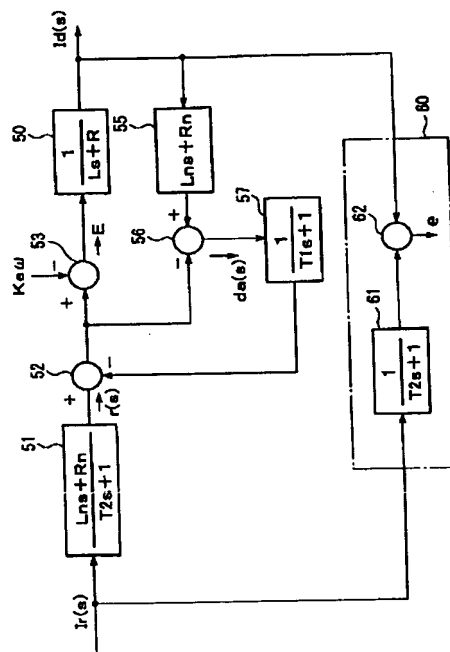 Ir(s)
51
Lns+Rn
T2s+1
r(s)
52
+
-
Keω
53
+
-
E
50
1
Ls+R
Id(s)
55
Lns+Rn
56
+
-
da(s)
57
1
T1s+1
60
61
1
T2s+1
62
e